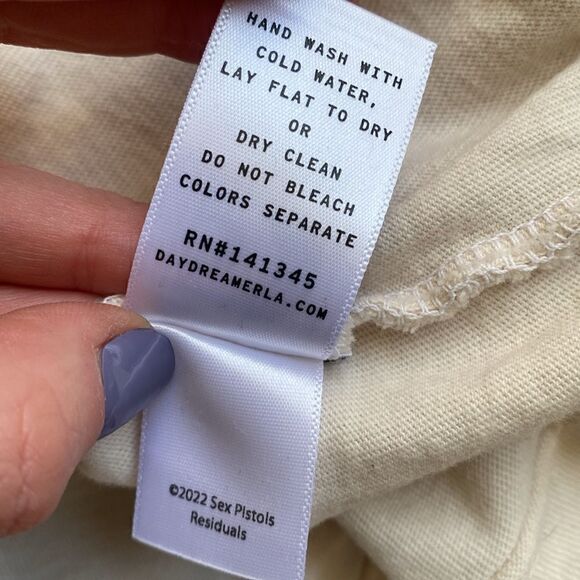 HAND WASH WITH
COLD WATER,
LAY FLAT TO DRY
OR
DRY CLEAN
DO NOT BLEACH
COLORS SEPARATE
RN#141345
DAYDREAMERLA.COM
©2022 Sex Pistols
Residuals